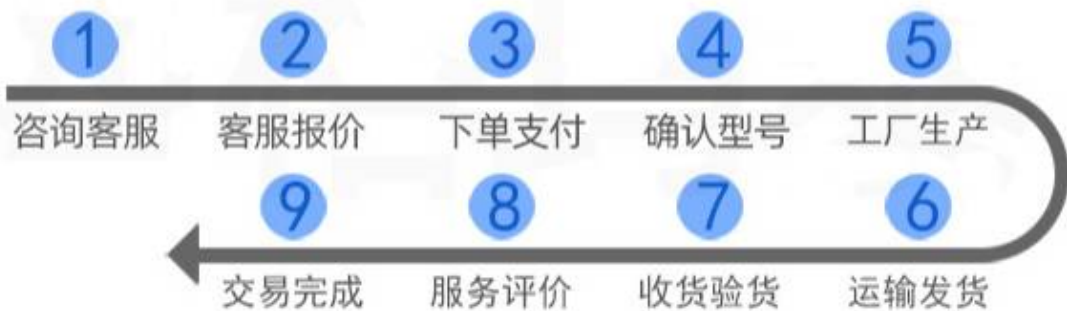 1 2 3 4 5
咨询客服 客服报价 下单支付 确认型号 工厂生产
9 8 7 6
交易完成 服务评价 收货验货 运输发货